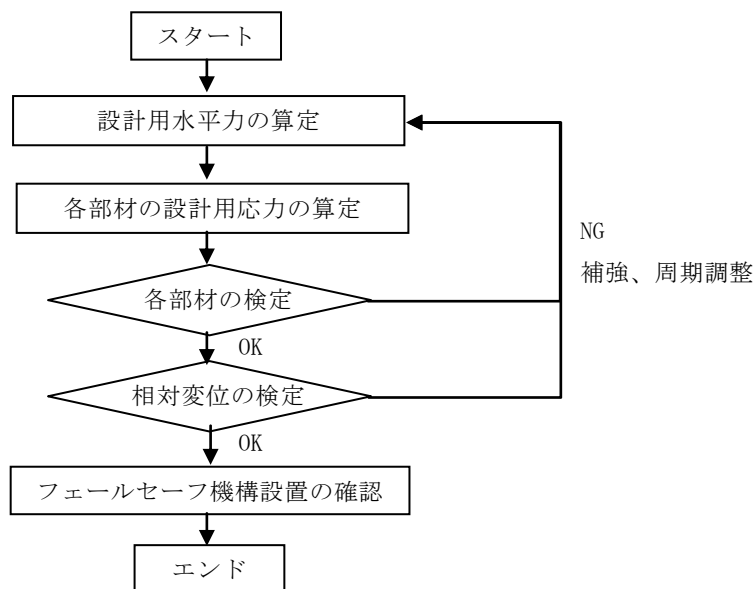 スタート
設計用水平力の算定
各部材の設計用応力の算定
NG
補強、周期調整
各部材の検定
OK
相対変位の検定
OK
フェールセーフ機構設置の確認
エンド